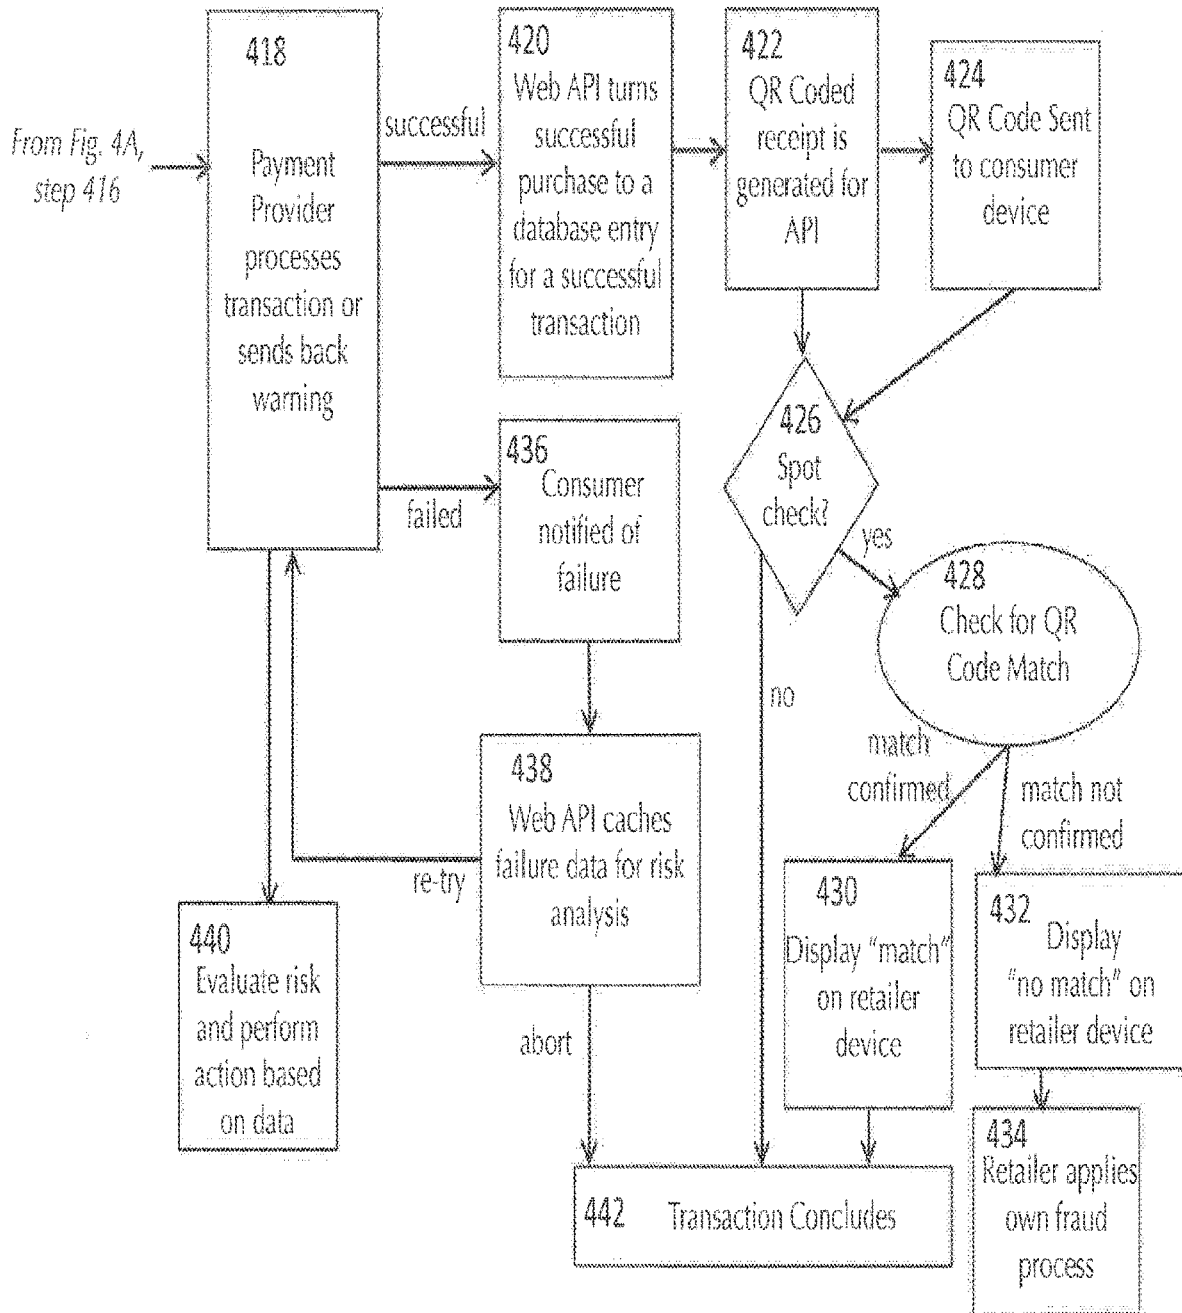 From Fig. 4A,
step 416
418
Payment
Provider
processes
transaction or
sends back
warning
successful
420
Web API turns
successful
purchase to a
database entry
for a successful
transaction
422
QR Coded
receipt is
generated for
API
424
QR Code Sent
to consumer
device
426
Spot
check?
yes
no
failed
436
Consumer
notified of
failure
428
Check for QR
Code Match
match
confirmed
match not
confirmed
438
Web API caches
failure data for risk
analysis
re-try
abort
430
Display "match"
on retailer
device
432
Display
"no match" on
retailer device
440
Evaluate risk
and perform
action based
on data
434
Retailer applies
own fraud
process
442 Transaction Concludes